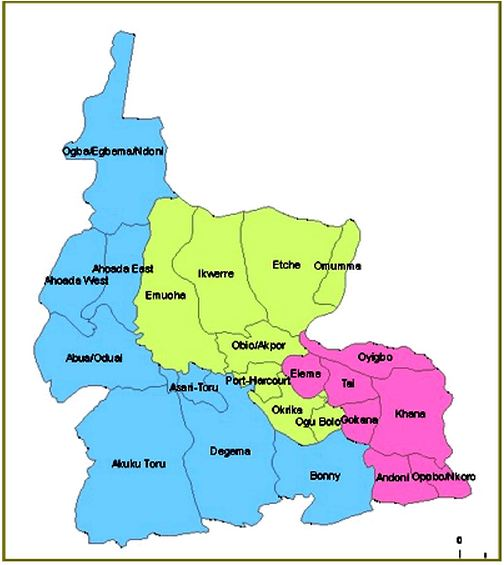 Ogba/Egbema/Ndoni
Ahoada East
Ahoada West
Emuoha
Ikwerre
Etche
Omumma
Abua/Odual
Obio/Akpor
Oyigbo
Asari-Toru
Port-Harcourt
Eleme
Tai
Okrika
Ogu Bolo
Gokana
Khana
Akuku Toru
Degema
Bonny
Andoni
Opobo/Nkoro
0